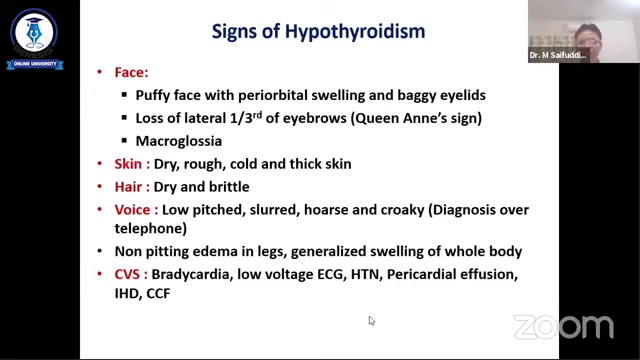 ONLINE UNIVERSITY
Signs of Hypothyroidism
Dr. M Saifuddi...
• Face:
▪ Puffy face with periorbital swelling and baggy eyelids
▪ Loss of lateral 1/3rd of eyebrows (Queen Anne's sign)
▪ Macroglossia
• Skin : Dry, rough, cold and thick skin
• Hair : Dry and brittle
• Voice : Low pitched, slurred, hoarse and croaky (Diagnosis over
telephone)
• Non pitting edema in legs, generalized swelling of whole body
• CVS : Bradycardia, low voltage ECG, HTN, Pericardial effusion,
IHD, CCF
zoom